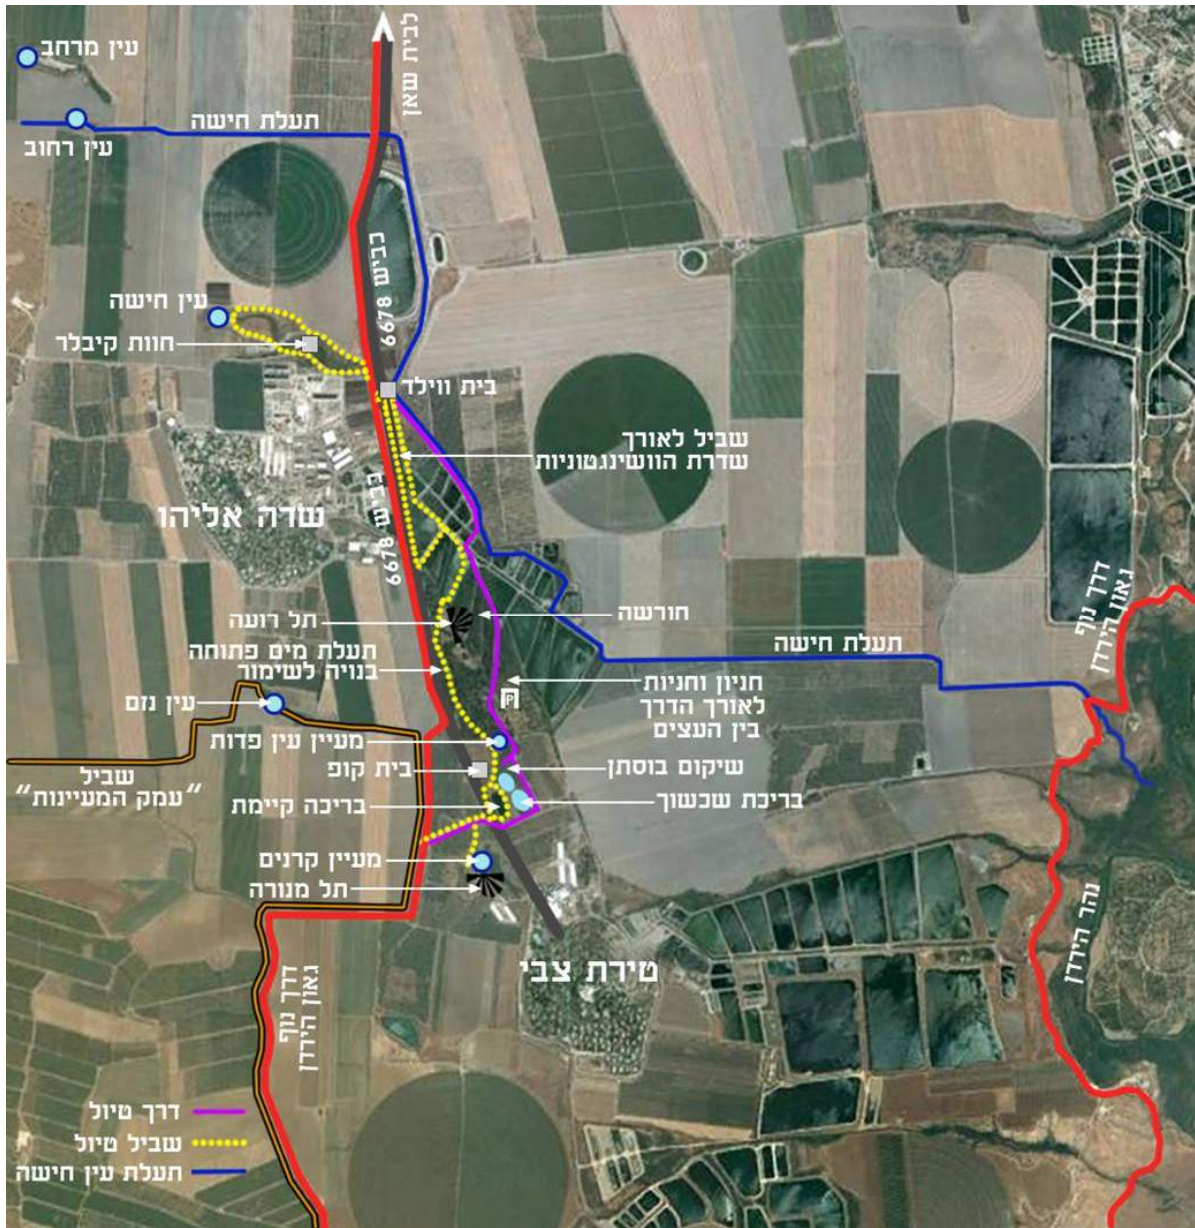 לבית שאן
עין מרחב
תעלת חישה
עין רחוב
כביש 6678
עין חישה
חוות קיבלר
בית ווילד
שביל לאורך
שדרת הוושינגטוניות
שדה אליהו
כביש 6678
דרך נוף
גאון הירדן
תל רועה
חורשה
תעלת מים פתוחה
בנויה לשימור
תעלת חישה
חניון וחניות
לאורך הדרך
בין העצים
P
עין נזם
מעיין עין פדות
שביל
"עמק המעיינות"
בית קופ
שיקום בוסתן
בריכה קיימת
בריכת שכשוך
מעיין קרנים
תל מנורה
נהר הירדן
טירת צבי
דרך נוף
גאון הירדן
דרך טיול
שביל טיול
תעלת עין חישה